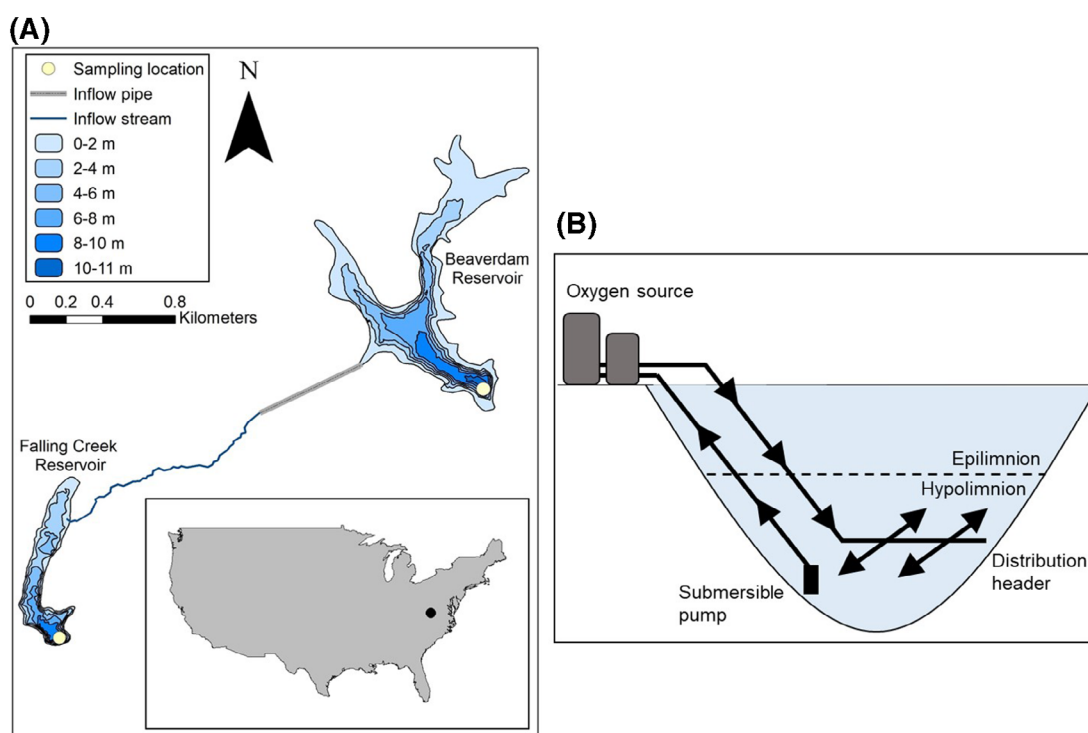 (A)
Sampling location
Inflow pipe
Inflow stream
0-2 m
2-4 m
4-6 m
6-8 m
8-10 m
10-11 m
0 0.2 0.4 0.8
Kilometers
N
Beaverdam
Reservoir
Falling Creek
Reservoir
(B)
Oxygen source
Epilimnion
Hypolimnion
Distribution
header
Submersible
pump